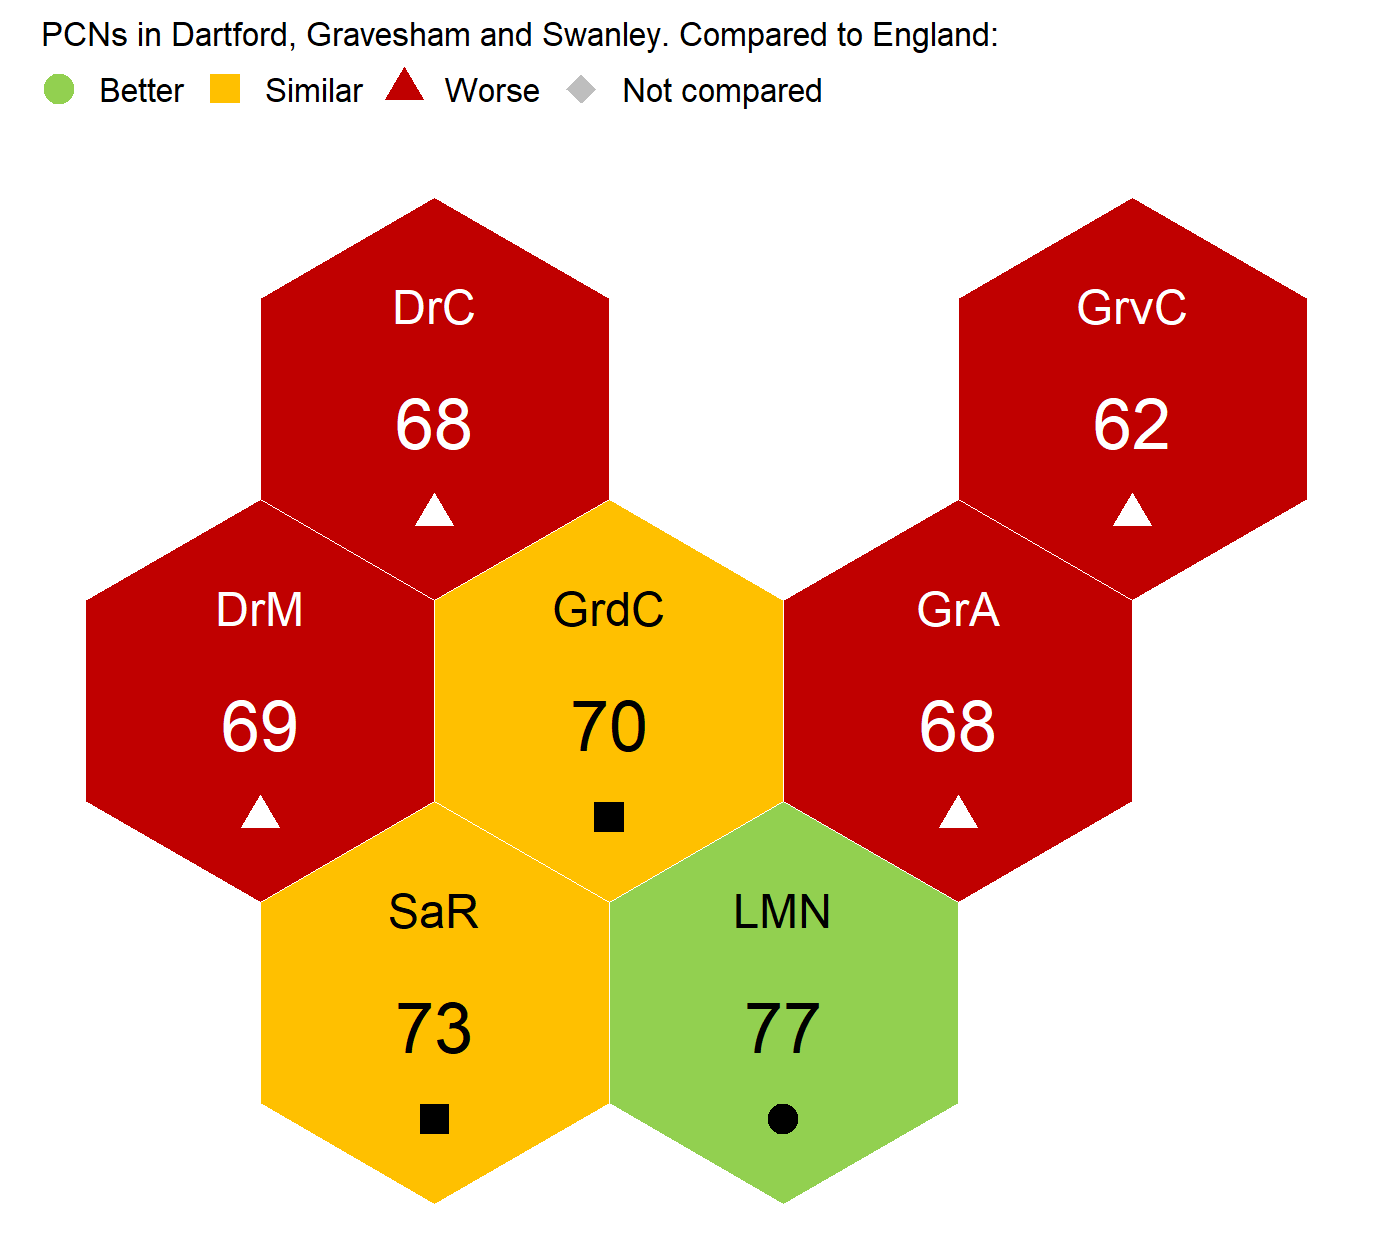 PCNs in Dartford, Gravesham and Swanley. Compared to England:
Better Similar Worse Not compared
DrC
68
GrvC
62
DrM
69
GrdC
70
GrA
68
SaR
73
LMN
77